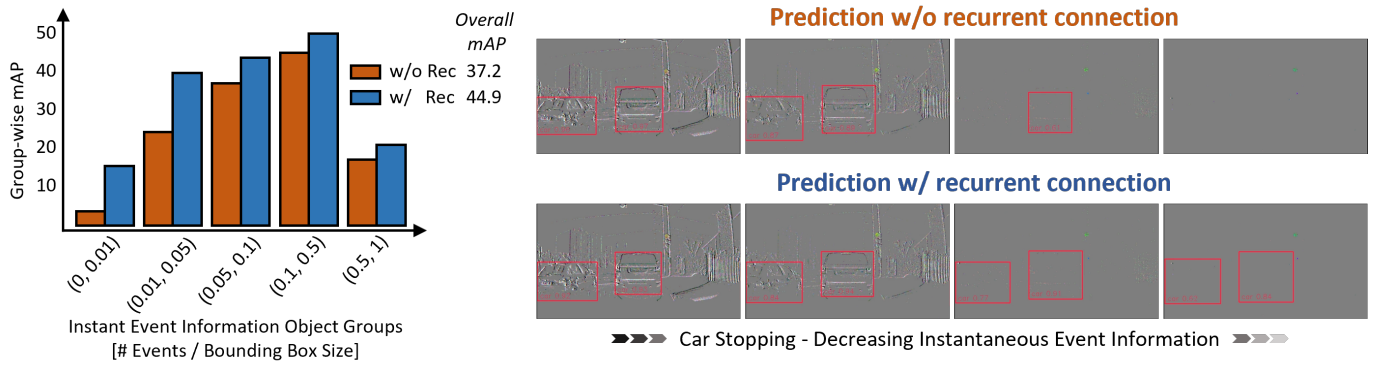 Overall
mAP
50
40
30
20
10
Group-wise mAP
w/o Rec 37.2
w/ Rec 44.9
(0, 0.01)
(0.01, 0.05)
(0.05, 0.1)
(0.1, 0.5)
(0.5, 1)
Instant Event Information Object Groups
[# Events / Bounding Box Size]
Prediction w/o recurrent connection
Prediction w/ recurrent connection
Car Stopping - Decreasing Instantaneous Event Information